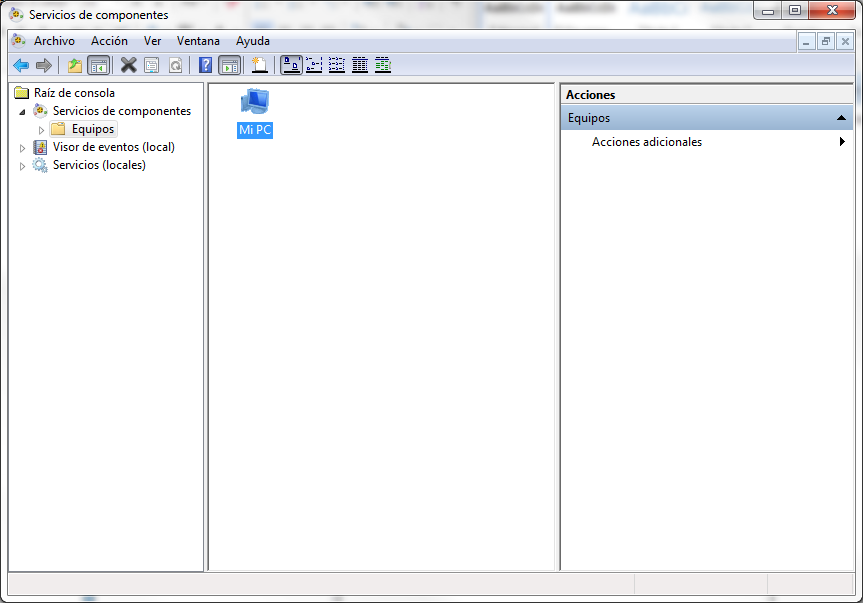 Servicios de componentes
Archivo Acción Ver Ventana Ayuda
Raíz de consola
Servicios de componentes
Equipos
Visor de eventos (local)
Servicios (locales)
Mi PC
Acciones
Equipos
Acciones adicionales